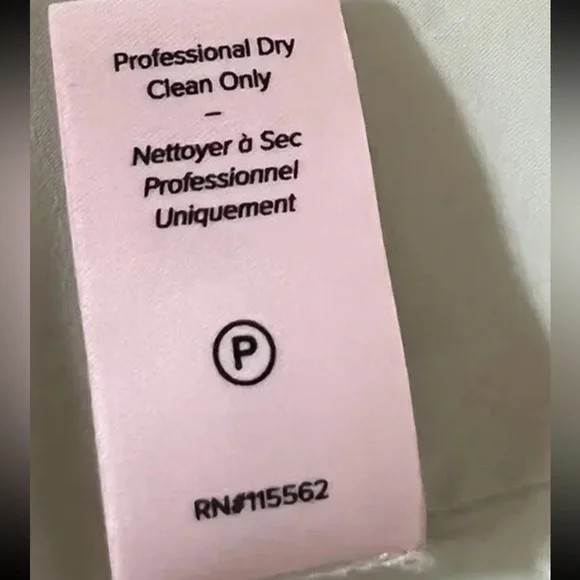 Professional Dry
Clean Only
–
Nettoyer à Sec
Professionnel
Uniquement
P
RN#115562